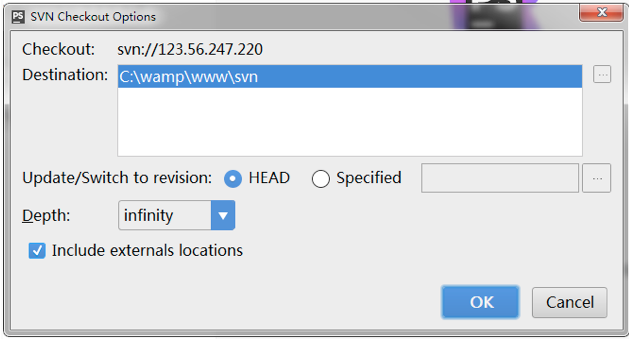 PS SVN Checkout Options
Checkout: svn://123.56.247.220
Destination: C:\wamp\www\svn
...
Update/Switch to revision: HEAD Specified ...
Depth: infinity
Include externals locations
OK Cancel